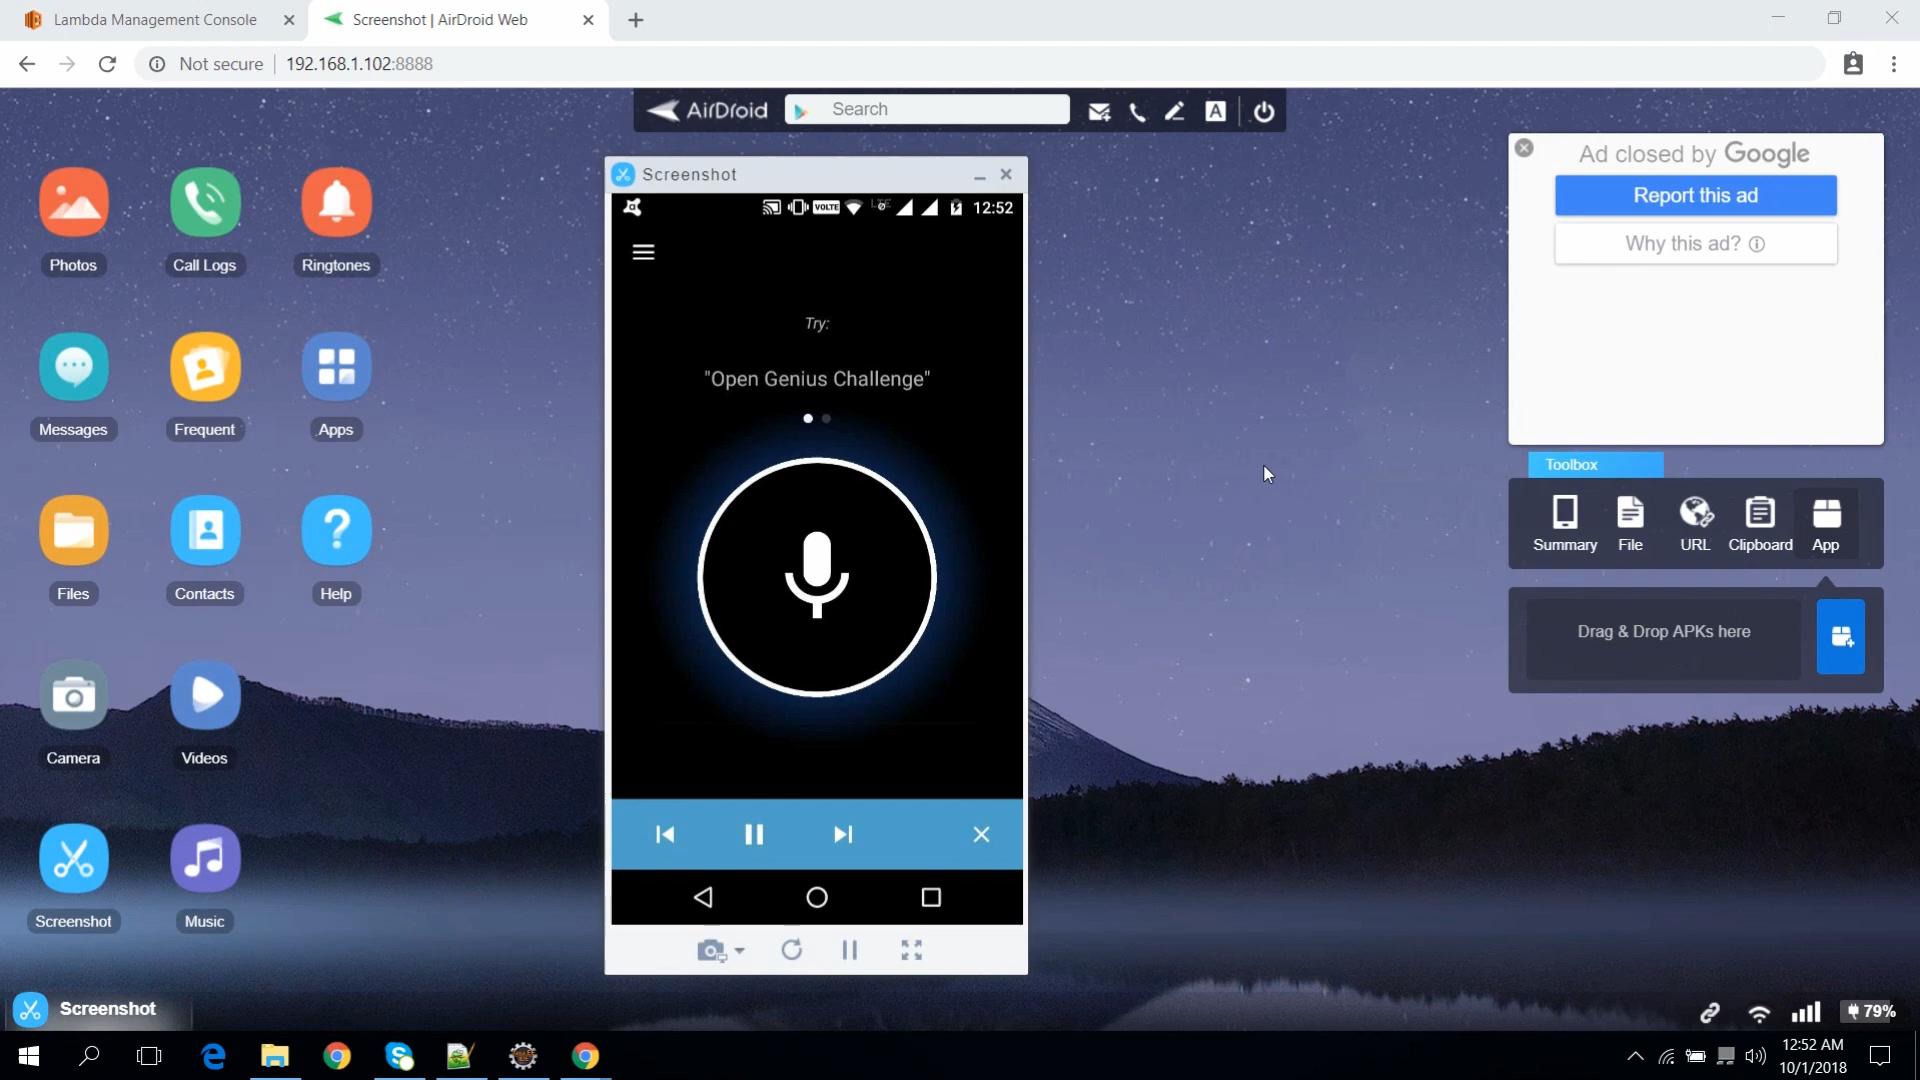 Lambda Management Console
Screenshot | AirDroid Web
Not secure
192.168.1.102:8888
AirDroid
Search
A
Photos
Call Logs
Ringtones
Messages
Frequent
Apps
Files
Contacts
Help
Camera
Videos
Screenshot
Music
Screenshot
VOLTE
LTE
12:52
Try:
"Open Genius Challenge"
Ad closed by Google
Report this ad
Why this ad?
Toolbox
Summary
File
URL
Clipboard
App
Drag & Drop APKs here
Screenshot
79%
12:52 AM
10/1/2018